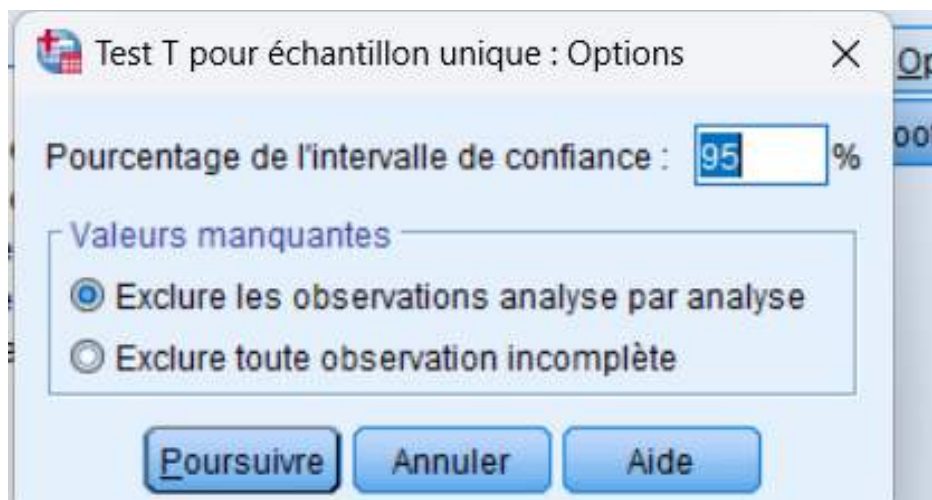 Test T pour échantillon unique : Options
Op
Pourcentage de l'intervalle de confiance : 95 %
Valeurs manquantes
Exclure les observations analyse par analyse
Exclure toute observation incomplète
Poursuivre Annuler Aide